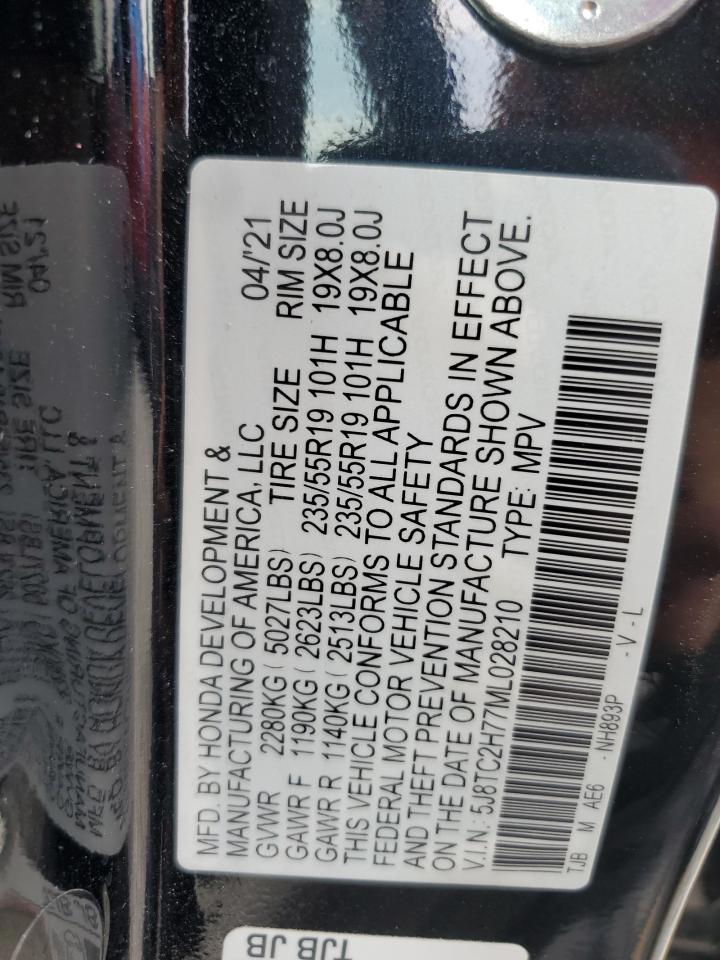 MFD. BY HONDA DEVELOPMENT &
MANUFACTURING OF AMERICA, LLC 04/'21
GVWR 2280KG ( 5027LBS) TIRE SIZE RIM SIZE
GAWR F 1190KG ( 2623LBS) 235/55R19 101H 19X8.0J
GAWR R 1140KG ( 2513LBS) 235/55R19 101H 19X8.0J
THIS VEHICLE CONFORMS TO ALL APPLICABLE
FEDERAL MOTOR VEHICLE SAFETY
AND THEFT PREVENTION STANDARDS IN EFFECT
ON THE DATE OF MANUFACTURE SHOWN ABOVE.
V.I.N: 5J8TC2H77ML028210 TYPE: MPV
TJB M AE6 - NH893P - V - L
TJB JB